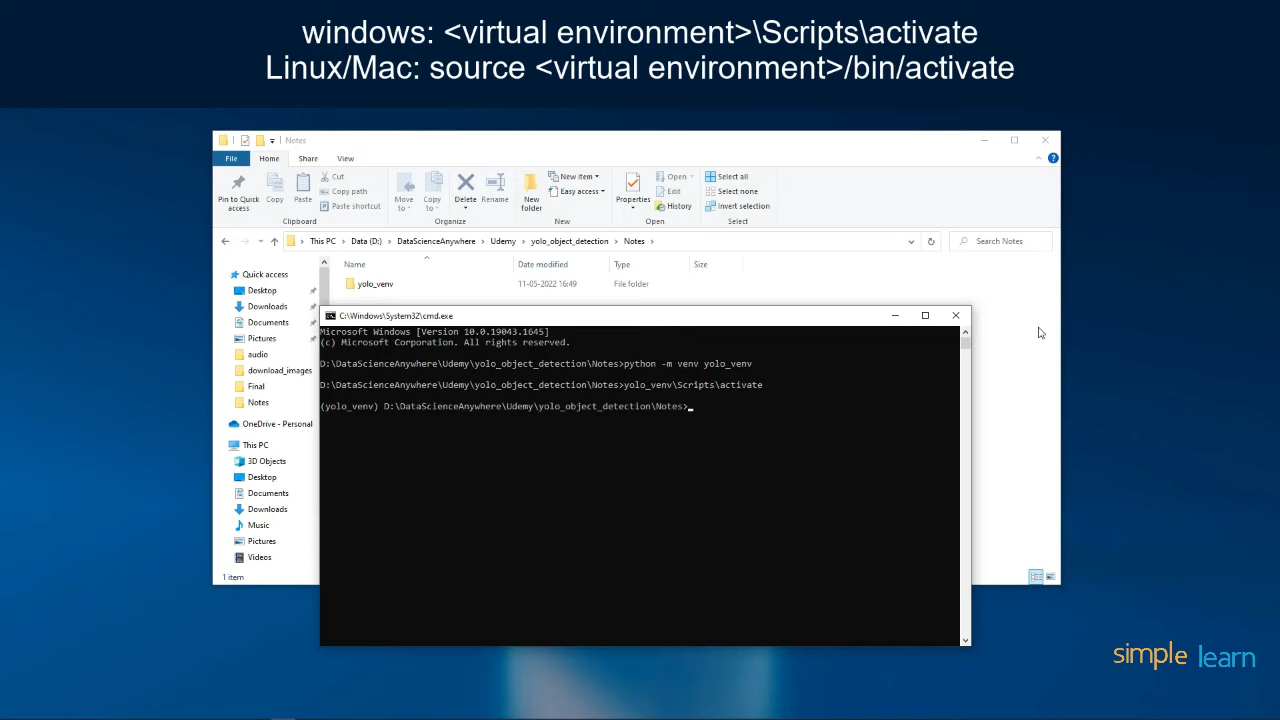 windows: <virtual environment>\Scripts\activate
Linux/Mac: source <virtual environment>/bin/activate
Notes
File Home Share View
Pin to Quick access
Copy
Paste
Cut
Copy path
Paste shortcut
Clipboard
Move to
Copy to
Delete
Rename
Organize
New folder
New item
Easy access
New
Properties
Open
Edit
History
Open
Select all
Select none
Invert selection
Select
This PC > Data (D:) > DataScienceAnywhere > Udemy > yolo_object_detection > Notes >
Search Notes
Name Date modified Type Size
yolo_venv 11-05-2022 16:49 File folder
Quick access
Desktop
Downloads
Documents
Pictures
audio
download_images
Final
Notes
OneDrive - Personal
This PC
3D Objects
Desktop
Documents
Downloads
Music
Pictures
Videos
1 item
C:\Windows\System32\cmd.exe
Microsoft Windows [Version 10.0.19043.1645]
(c) Microsoft Corporation. All rights reserved.
D:\DataScienceAnywhere\Udemy\yolo_object_detection\Notes>python -m venv yolo_venv
D:\DataScienceAnywhere\Udemy\yolo_object_detection\Notes>yolo_venv\Scripts\activate
(yolo_venv) D:\DataScienceAnywhere\Udemy\yolo_object_detection\Notes>
simple learn